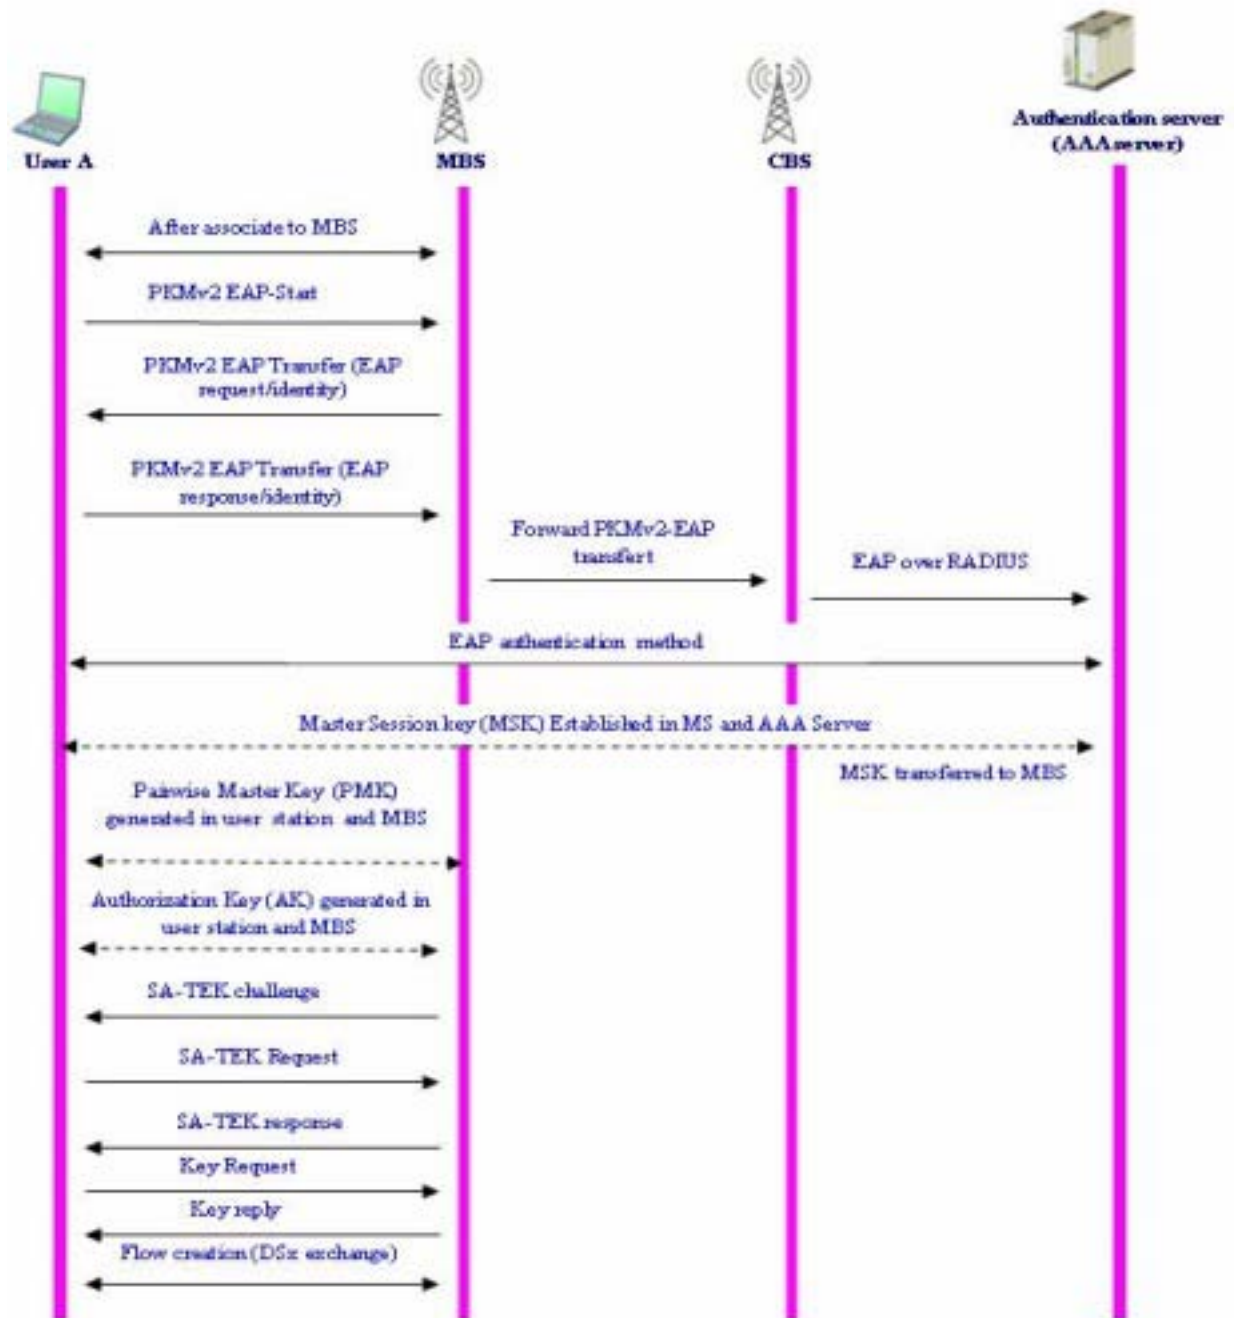 Authentication server
(AAA server)
User A
MBS
CBS
After associate to MBS
PKMv2 EAP-Start
PKMv2 EAP Transfer (EAP
request/identity)
PKMv2 EAP Transfer (EAP
response/identity)
Forward PKMv2-EAP
transfert
EAP over RADIUS
EAP authentication method
Master Session key (MSK) Established in MS and AAA Server
MSK transferred to MBS
Pairwise Master Key (PMK)
generated in user station and MBS
Authorization Key (AK) generated in
user station and MBS
SA-TEK challenge
SA-TEK Request
SA-TEK response
Key Request
Key reply
Flow creation (DSx exchange)